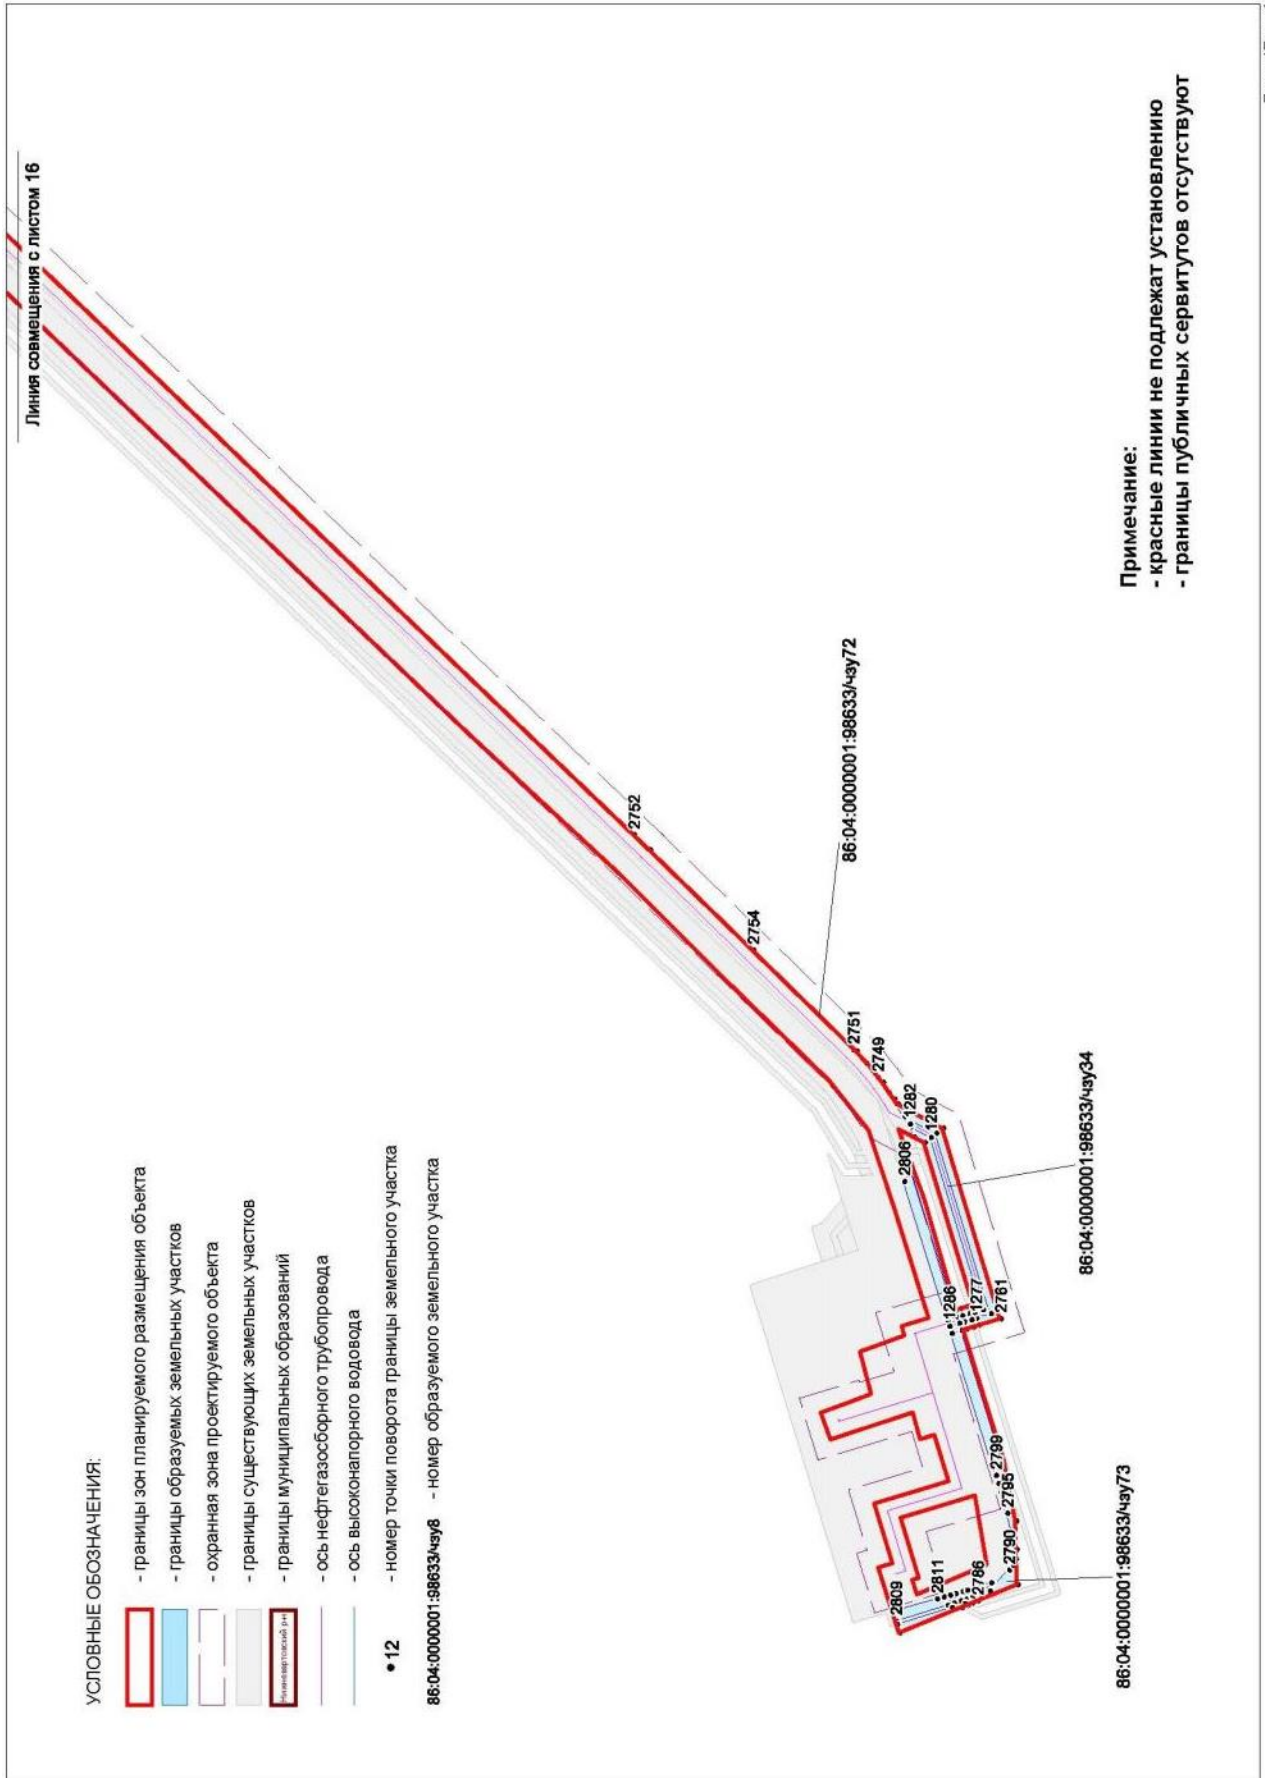 Линия совмещения с листом 16
УСЛОВНЫЕ ОБОЗНАЧЕНИЯ:
- границы зон планируемого размещения объекта
- границы образуемых земельных участков
- охранная зона проектируемого объекта
- границы существующих земельных участков
- границы муниципальных образований
- ось нефтегазосборного трубопровода
- ось высоконапорного водовода
•12 - номер точки поворота границы земельного участка
86:04:0000001:98633/чзу8 - номер образуемого земельного участка
2752
2754
2751
2749
1282
1280
2806
1286
1277
2761
2799
2795
2790
2786
2811
2809
86:04:0000001:98633/чзу72
86:04:0000001:98633/чзу34
86:04:0000001:98633/чзу73
Примечание:
- красные линии не подлежат установлению
- границы публичных сервитутов отсутствуют